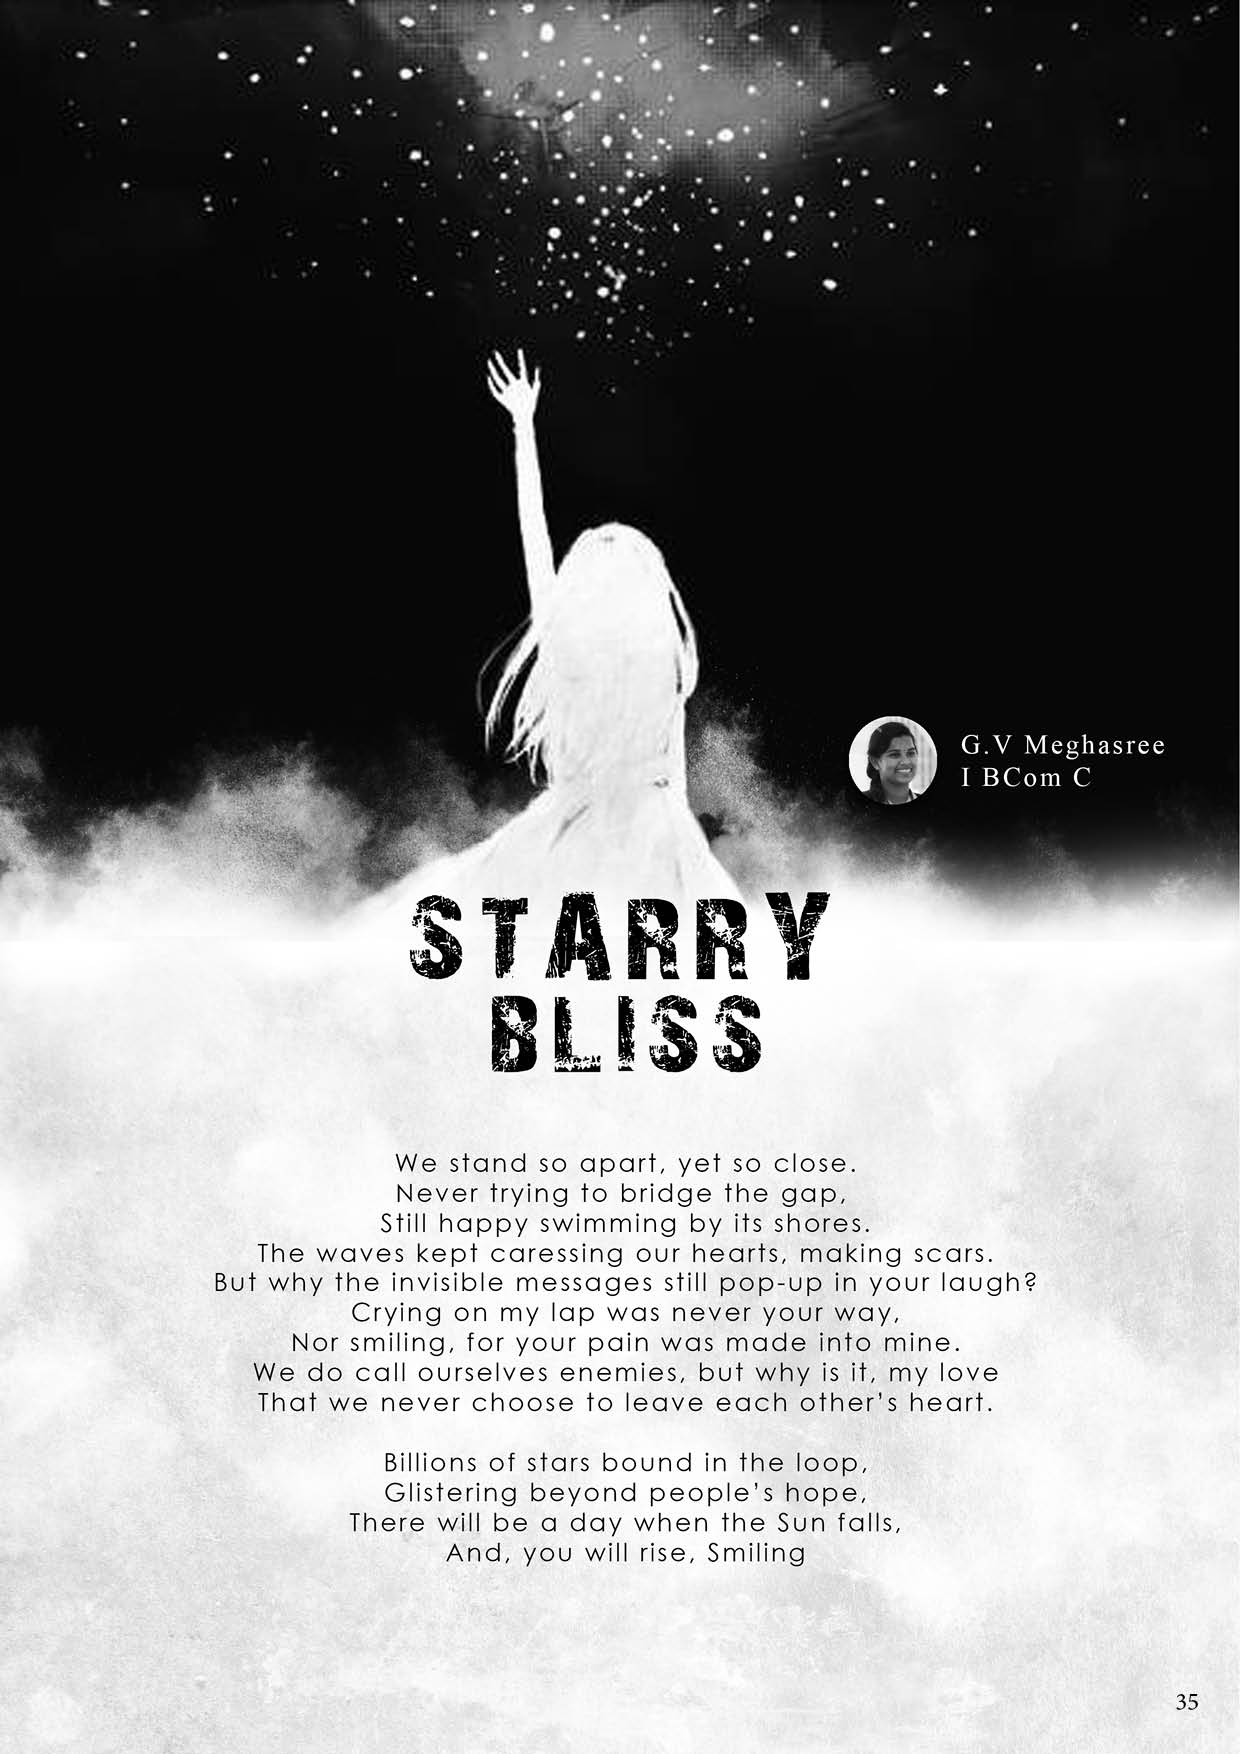 G.V Meghasree
I BCom C
STARRY
BLISS
We stand so apart, yet so close.
Never trying to bridge the gap,
Still happy swimming by its shores.
The waves kept caressing our hearts, making scars.
But why the invisible messages still pop-up in your laugh?
Crying on my lap was never your way,
Nor smiling, for your pain was made into mine.
We do call ourselves enemies, but why is it, my love
That we never choose to leave each other’s heart.

Billions of stars bound in the loop,
Glistering beyond people’s hope,
There will be a day when the Sun falls,
And, you will rise, Smiling
35